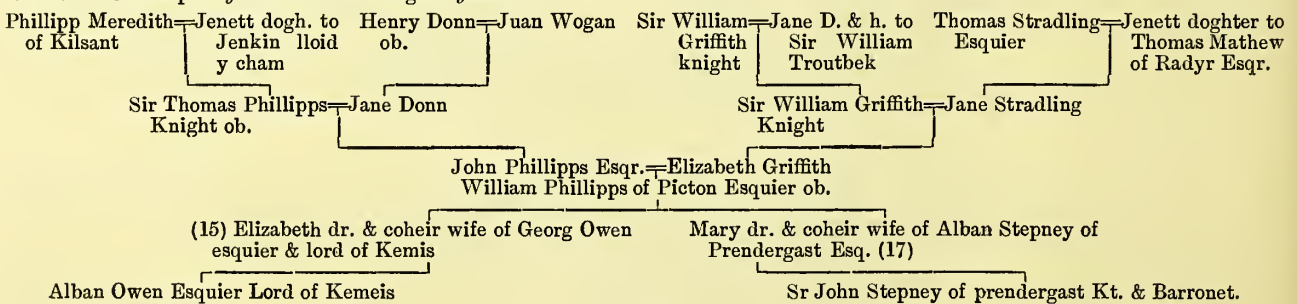 Phillipp Meredith Jenett dogh. to Henry Donn Juan Wogan Sir William Jane D. & h. to Thomas Stradling Jenett doghter to
of Kilsant Jenkin lloid ob. Griffith Sir William Esquier Thomas Mathew
y cham knight Troutbek of Radyr Esqr.
Sir Thomas Phillipps Jane Donn Sir William Griffith Jane Stradling
Knight ob. Knight
John Phillipps Esqr. Elizabeth Griffith
William Phillipps of Picton Esquier ob.
(15) Elizabeth dr. & coheir wife of Georg Owen Mary dr. & coheir wife of Alban Stepney of
esquier & lord of Kemis Prendergast Esq. (17)
Alban Owen Esquier Lord of Kemeis Sr John Stepney of prendergast Kt. & Barronet.